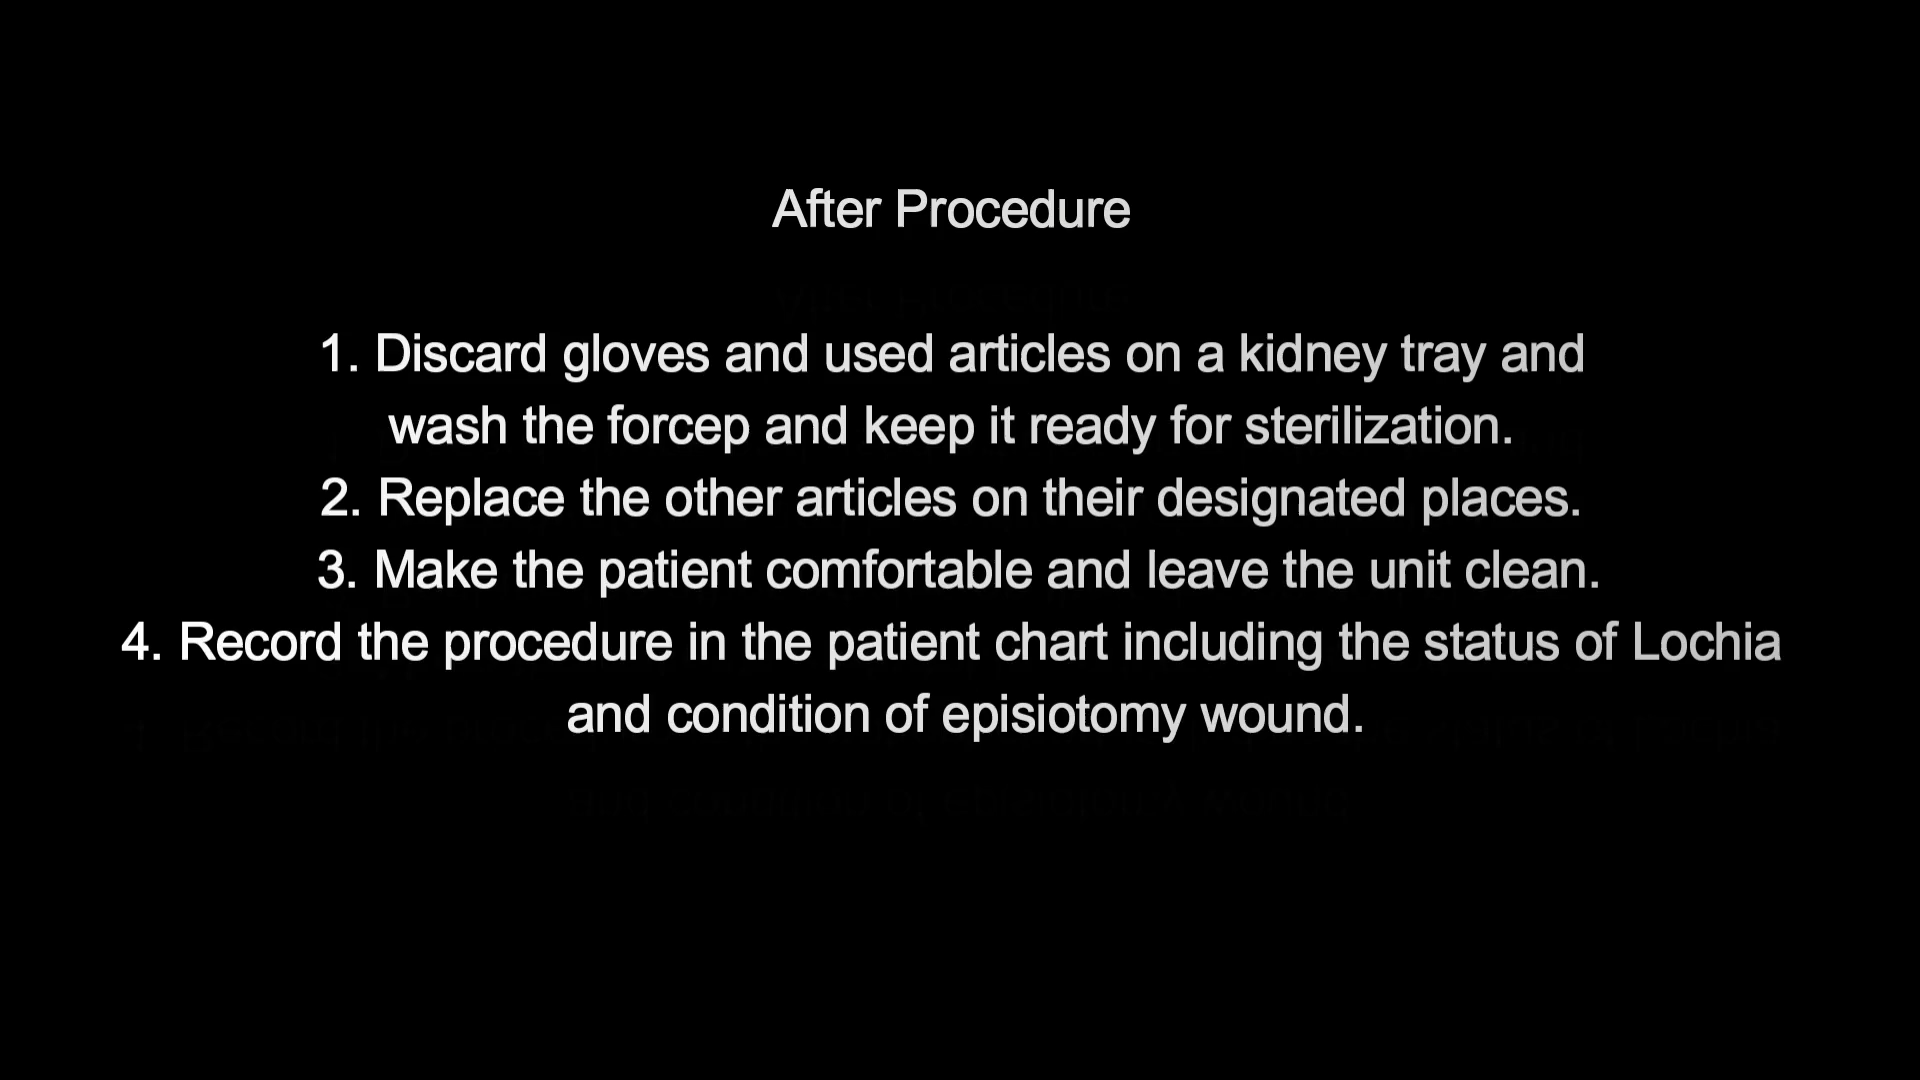 After Procedure
1. Discard gloves and used articles on a kidney tray and
wash the forcep and keep it ready for sterilization.
2. Replace the other articles on their designated places.
3. Make the patient comfortable and leave the unit clean.
4. Record the procedure in the patient chart including the status of Lochia
and condition of episiotomy wound.